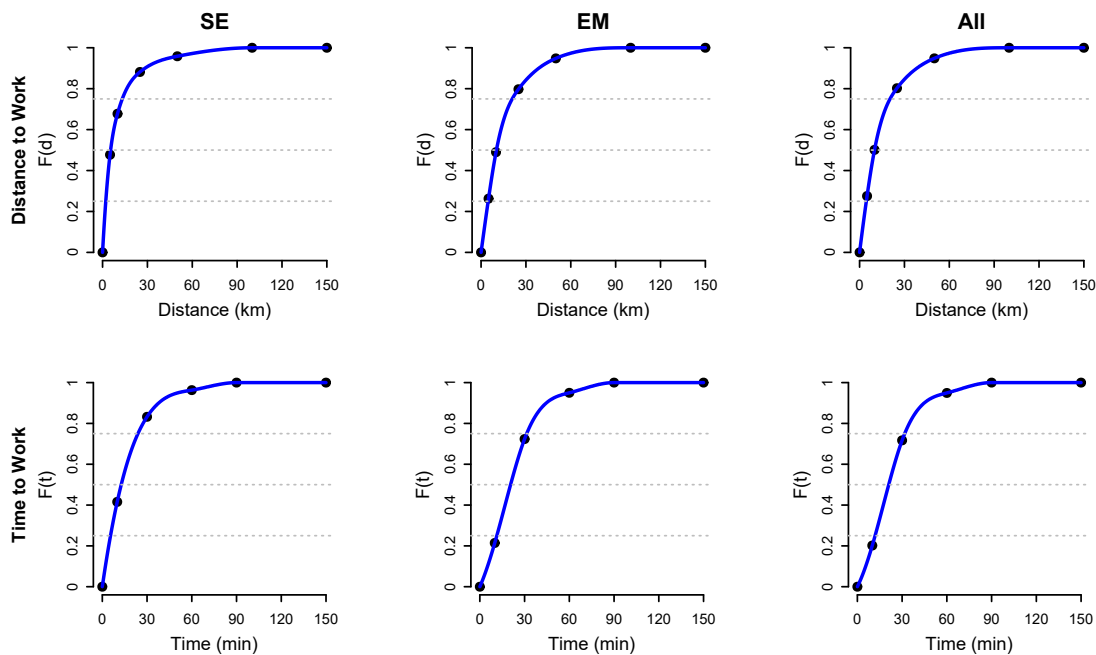 SE EM All
Distance to Work
F(d)
0 0.2 0.4 0.6 0.8 1
0 30 60 90 120 150
Distance (km)
F(d)
0 0.2 0.4 0.6 0.8 1
0 30 60 90 120 150
Distance (km)
F(d)
0 0.2 0.4 0.6 0.8 1
0 30 60 90 120 150
Distance (km)
Time to Work
F(t)
0 0.2 0.4 0.6 0.8 1
0 30 60 90 120 150
Time (min)
F(t)
0 0.2 0.4 0.6 0.8 1
0 30 60 90 120 150
Time (min)
F(t)
0 0.2 0.4 0.6 0.8 1
0 30 60 90 120 150
Time (min)